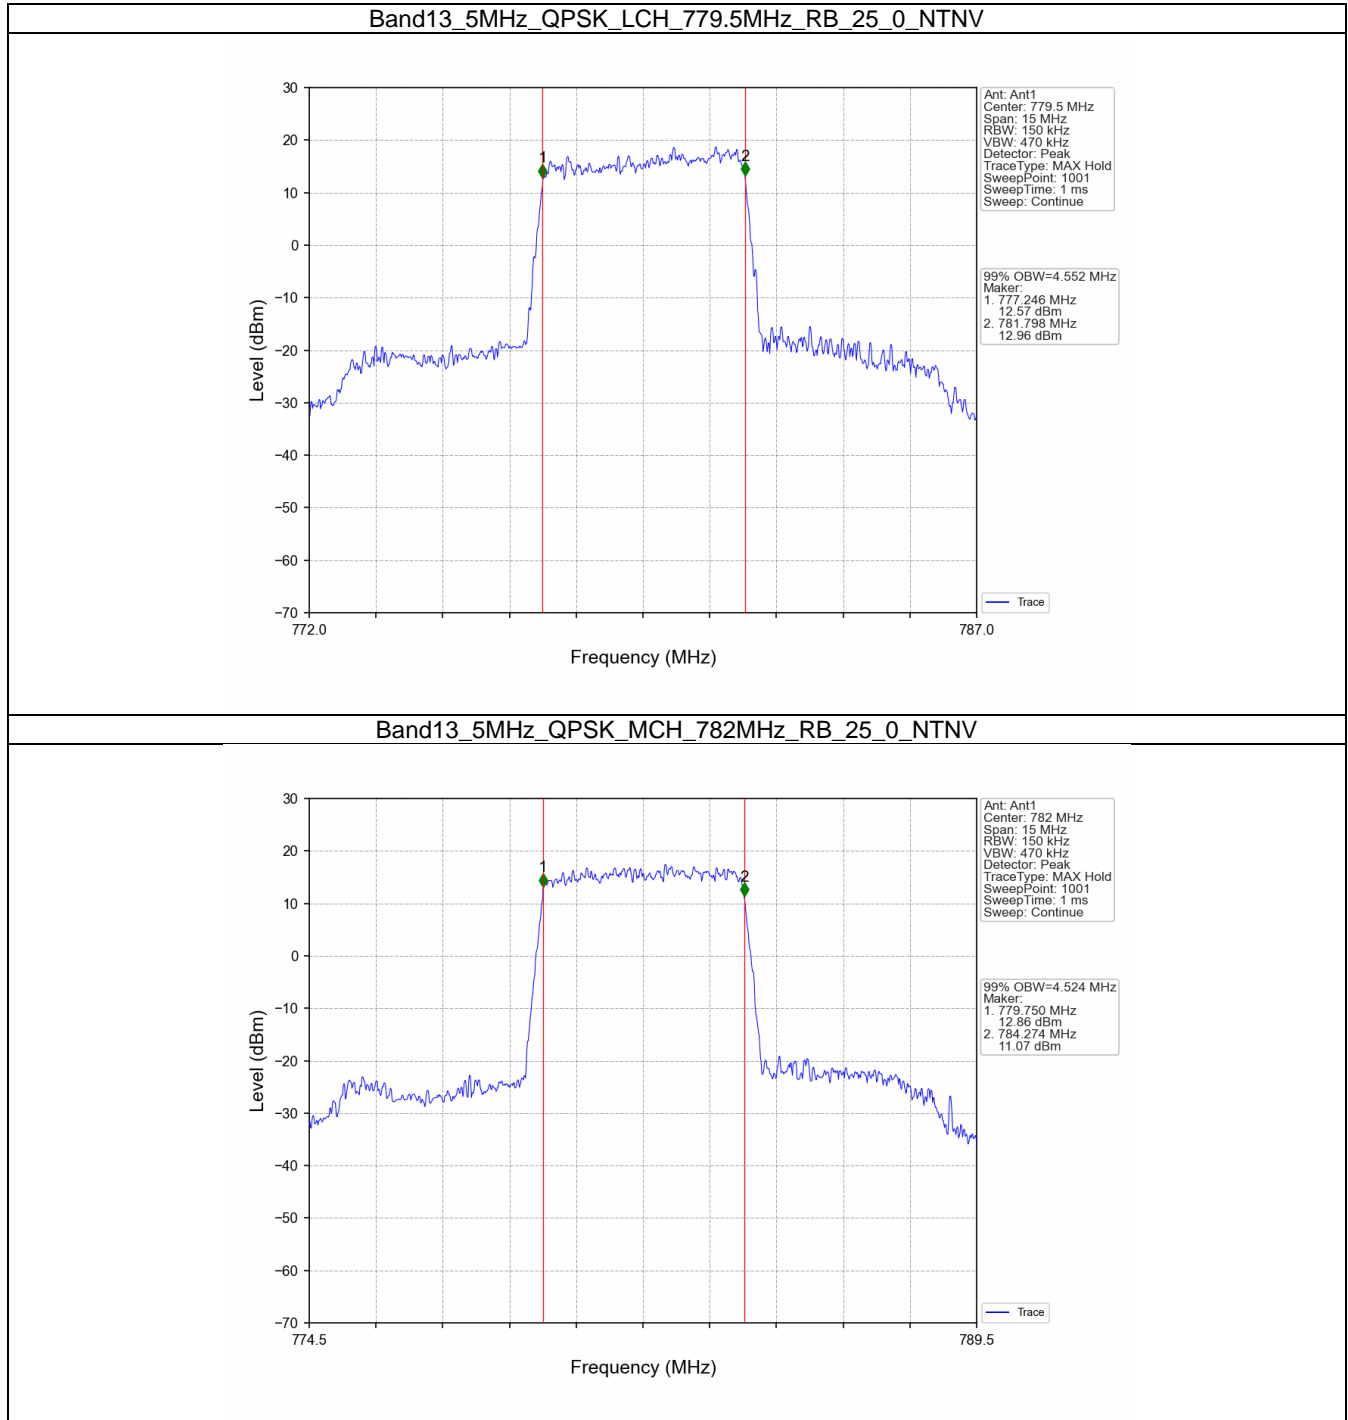 Band13_5MHz_QPSK_LCH_779.5MHz_RB_25_0_NTNV
30
20
10
0
−10
−20
−30
−40
−50
−60
−70
Level (dBm)
772.0
787.0
Frequency (MHz)
1
2
Ant: Ant1
Center: 779.5 MHz
Span: 15 MHz
RBW: 150 kHz
VBW: 470 kHz
Detector: Peak
TraceType: MAX Hold
SweepPoint: 1001
SweepTime: 1 ms
Sweep: Continue
99% OBW=4.552 MHz
Maker:
1. 777.246 MHz
12.57 dBm
2. 781.798 MHz
12.96 dBm
Trace
Band13_5MHz_QPSK_MCH_782MHz_RB_25_0_NTNV
30
20
10
0
−10
−20
−30
−40
−50
−60
−70
Level (dBm)
774.5
789.5
Frequency (MHz)
1
2
Ant: Ant1
Center: 782 MHz
Span: 15 MHz
RBW: 150 kHz
VBW: 470 kHz
Detector: Peak
TraceType: MAX Hold
SweepPoint: 1001
SweepTime: 1 ms
Sweep: Continue
99% OBW=4.524 MHz
Maker:
1. 779.750 MHz
12.86 dBm
2. 784.274 MHz
11.07 dBm
Trace